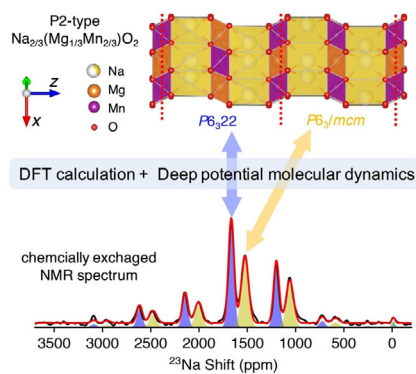 P2-type
Na2/3(Mg1/3Mn2/3)O2
z
x
Na
Mg
Mn
O
P6322
P63/mcm
DFT calculation + Deep potential molecular dynamics
chemcially exchaged
NMR spectrum
3500 3000 2500 2000 1500 1000 500 0
23Na Shift (ppm)